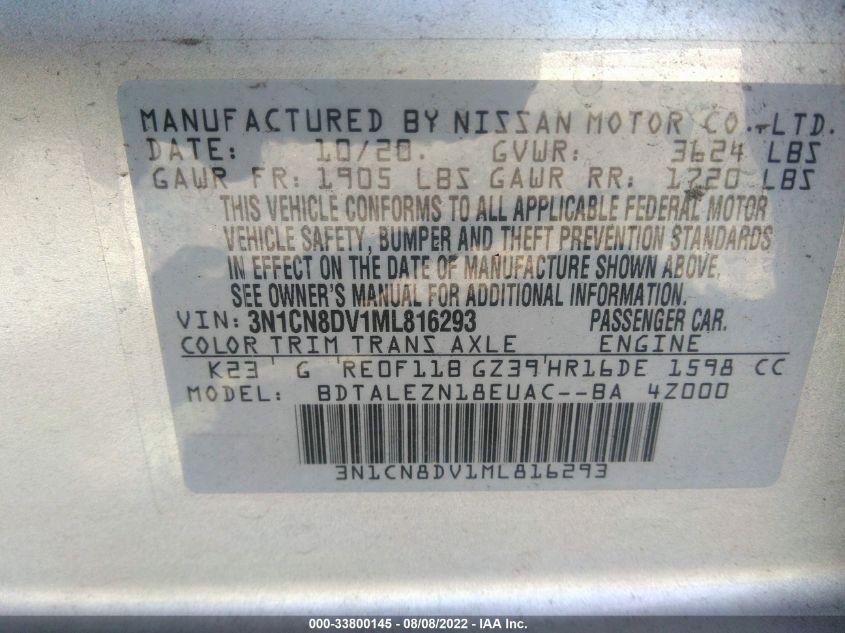 MANUFACTURED BY NISSAN MOTOR CO.,LTD.
DATE: 10/20. GVWR: 3624 LBS
GAWR FR: 1905 LBS GAWR RR: 1720 LBS
THIS VEHICLE CONFORMS TO ALL APPLICABLE FEDERAL MOTOR
VEHICLE SAFETY, BUMPER AND THEFT PREVENTION STANDARDS
IN EFFECT ON THE DATE OF MANUFACTURE SHOWN ABOVE.
SEE OWNER'S MANUAL FOR ADDITIONAL INFORMATION.
VIN: 3N1CN8DV1ML816293 PASSENGER CAR.
COLOR TRIM TRANS AXLE ENGINE
K23 G RE0F11B GZ39 HR16DE 1598 CC
MODEL: BDTALEZN18EUAC--BA 4Z000
3N1CN8DV1ML816293
000-33800145 - 08/08/2022 - IAA Inc.